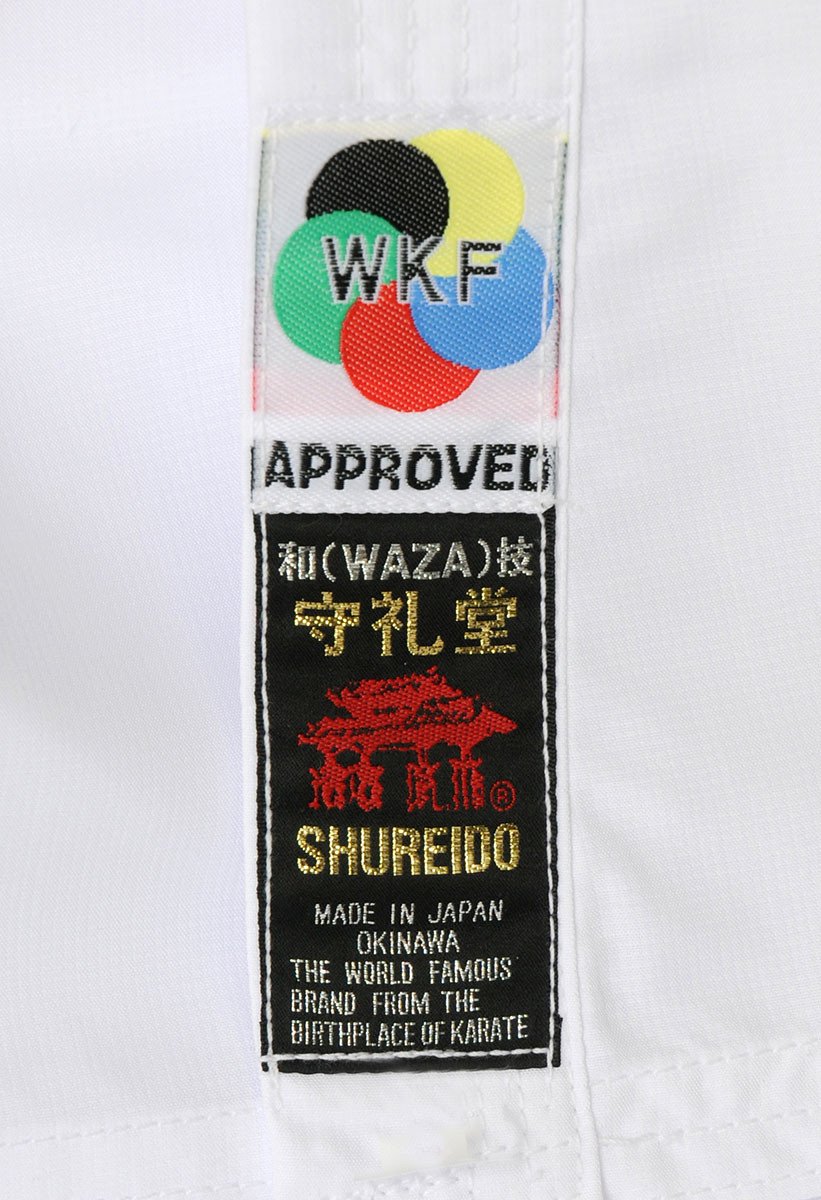 WKF
APPROVED
和(WAZA)技
守礼堂
®
SHUREIDO
MADE IN JAPAN
OKINAWA
THE WORLD FAMOUS
BRAND FROM THE
BIRTHPLACE OF KARATE